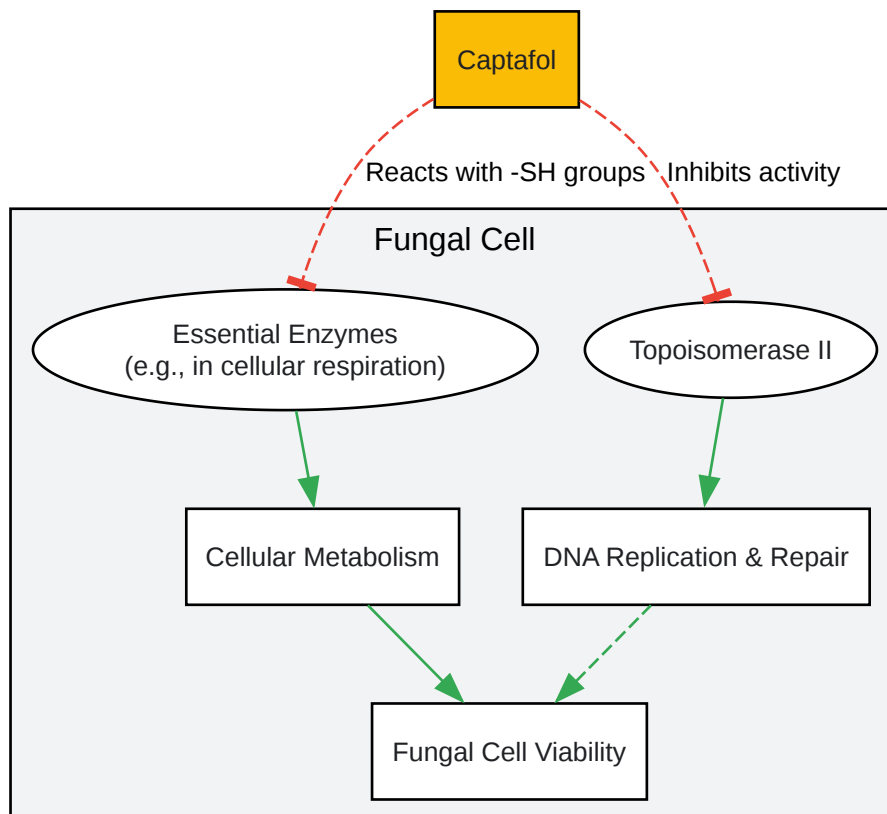 Captafol
Reacts with -SH groups
Inhibits activity
Fungal Cell
Essential Enzymes
(e.g., in cellular respiration)
Topoisomerase II
Cellular Metabolism
DNA Replication & Repair
Fungal Cell Viability